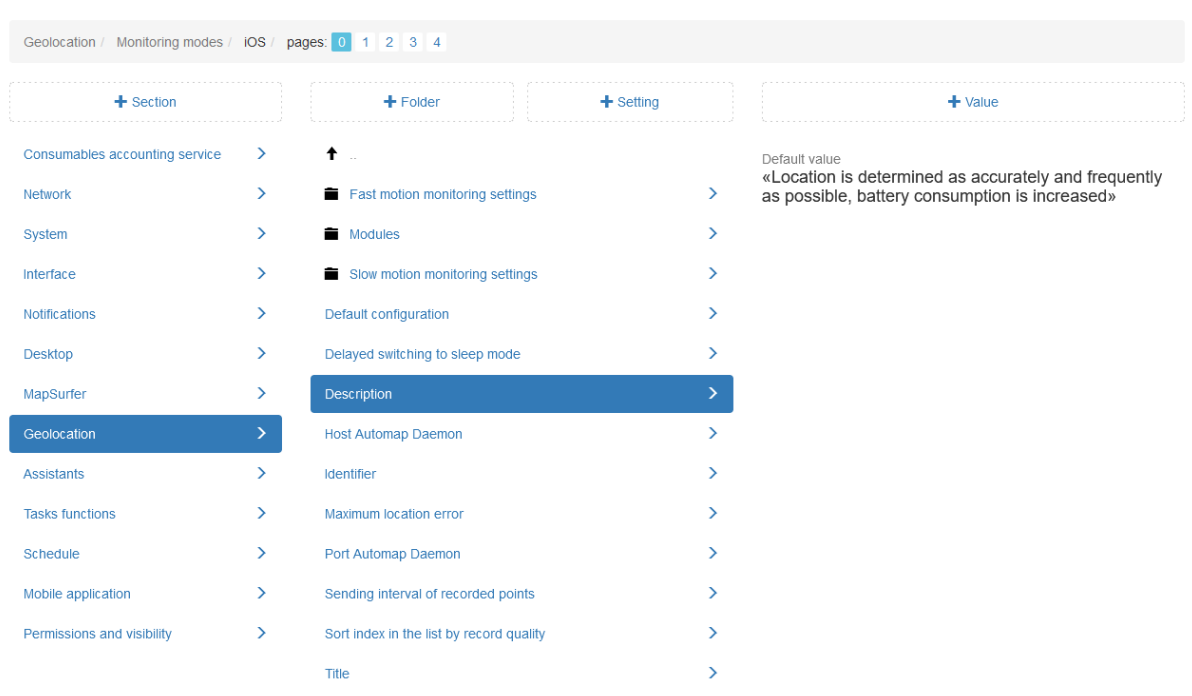 Geolocation / Monitoring modes / iOS / pages: 0 1 2 3 4
+ Section
+ Folder
+ Setting
+ Value
Consumables accounting service
Network
System
Interface
Notifications
Desktop
MapSurfer
Geolocation
Assistants
Tasks functions
Schedule
Mobile application
Permissions and visibility
..
Fast motion monitoring settings
Modules
Slow motion monitoring settings
Default configuration
Delayed switching to sleep mode
Description
Host Automap Daemon
Identifier
Maximum location error
Port Automap Daemon
Sending interval of recorded points
Sort index in the list by record quality
Title
Default value
«Location is determined as accurately and frequently
as possible, battery consumption is increased»